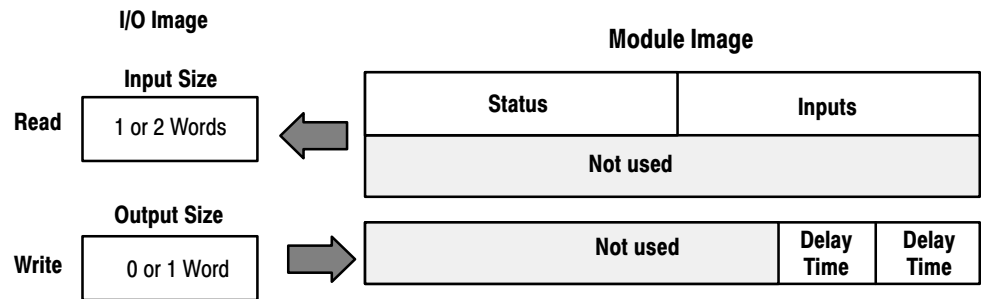 I/O Image
Module Image
Input Size
Read
1 or 2 Words
Status
Inputs
Not used
Output Size
Write
0 or 1 Word
Not used
Delay
Time
Delay
Time